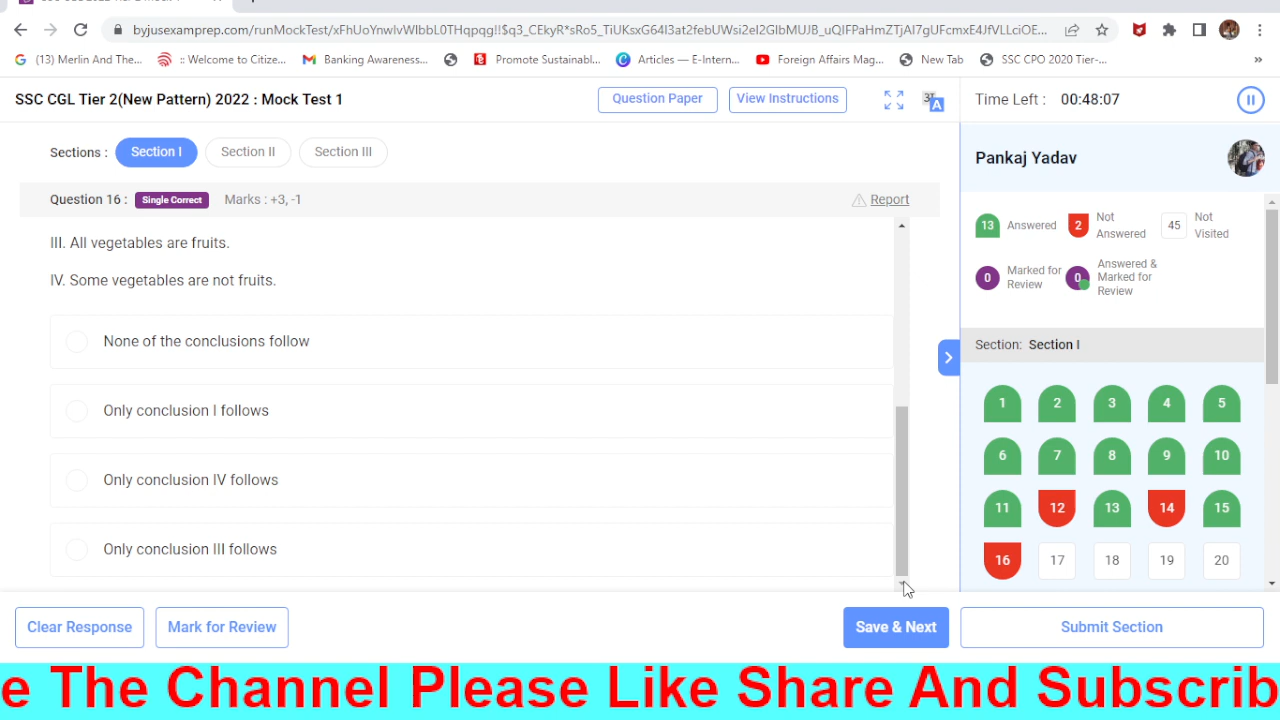 byjusexamprep.com/runMockTest/xFhUoYnwlvWlbbL0THqpqg!!$q3_CEkyR*sRo5_TiUKsxG64l3at2febUWsi2eI2GlbMUJ8_uQIFPaHmZTjAI7gUFcmxE4JfVLLciOE...
(13) Merlin And The...
:: Welcome to Citize...
Banking Awareness...
Promote Sustainabl...
Articles — E-Intern...
Foreign Affairs Mag...
New Tab
SSC CPO 2020 Tier-...
»
SSC CGL Tier 2(New Pattern) 2022 : Mock Test 1
Question Paper
View Instructions
Time Left : 00:48:07
Sections :
Section I
Section II
Section III
Pankaj Yadav
Question 16 : Single Correct Marks : +3, -1
Report
III. All vegetables are fruits.
IV. Some vegetables are not fruits.
None of the conclusions follow
Only conclusion I follows
Only conclusion IV follows
Only conclusion III follows
13 Answered
2 Not Answered
45 Not Visited
0 Marked for Review
0 Answered & Marked for Review
Section: Section I
1 2 3 4 5
6 7 8 9 10
11 12 13 14 15
16 17 18 19 20
Clear Response
Mark for Review
Save & Next
Submit Section
e The Channel Please Like Share And Subscrib